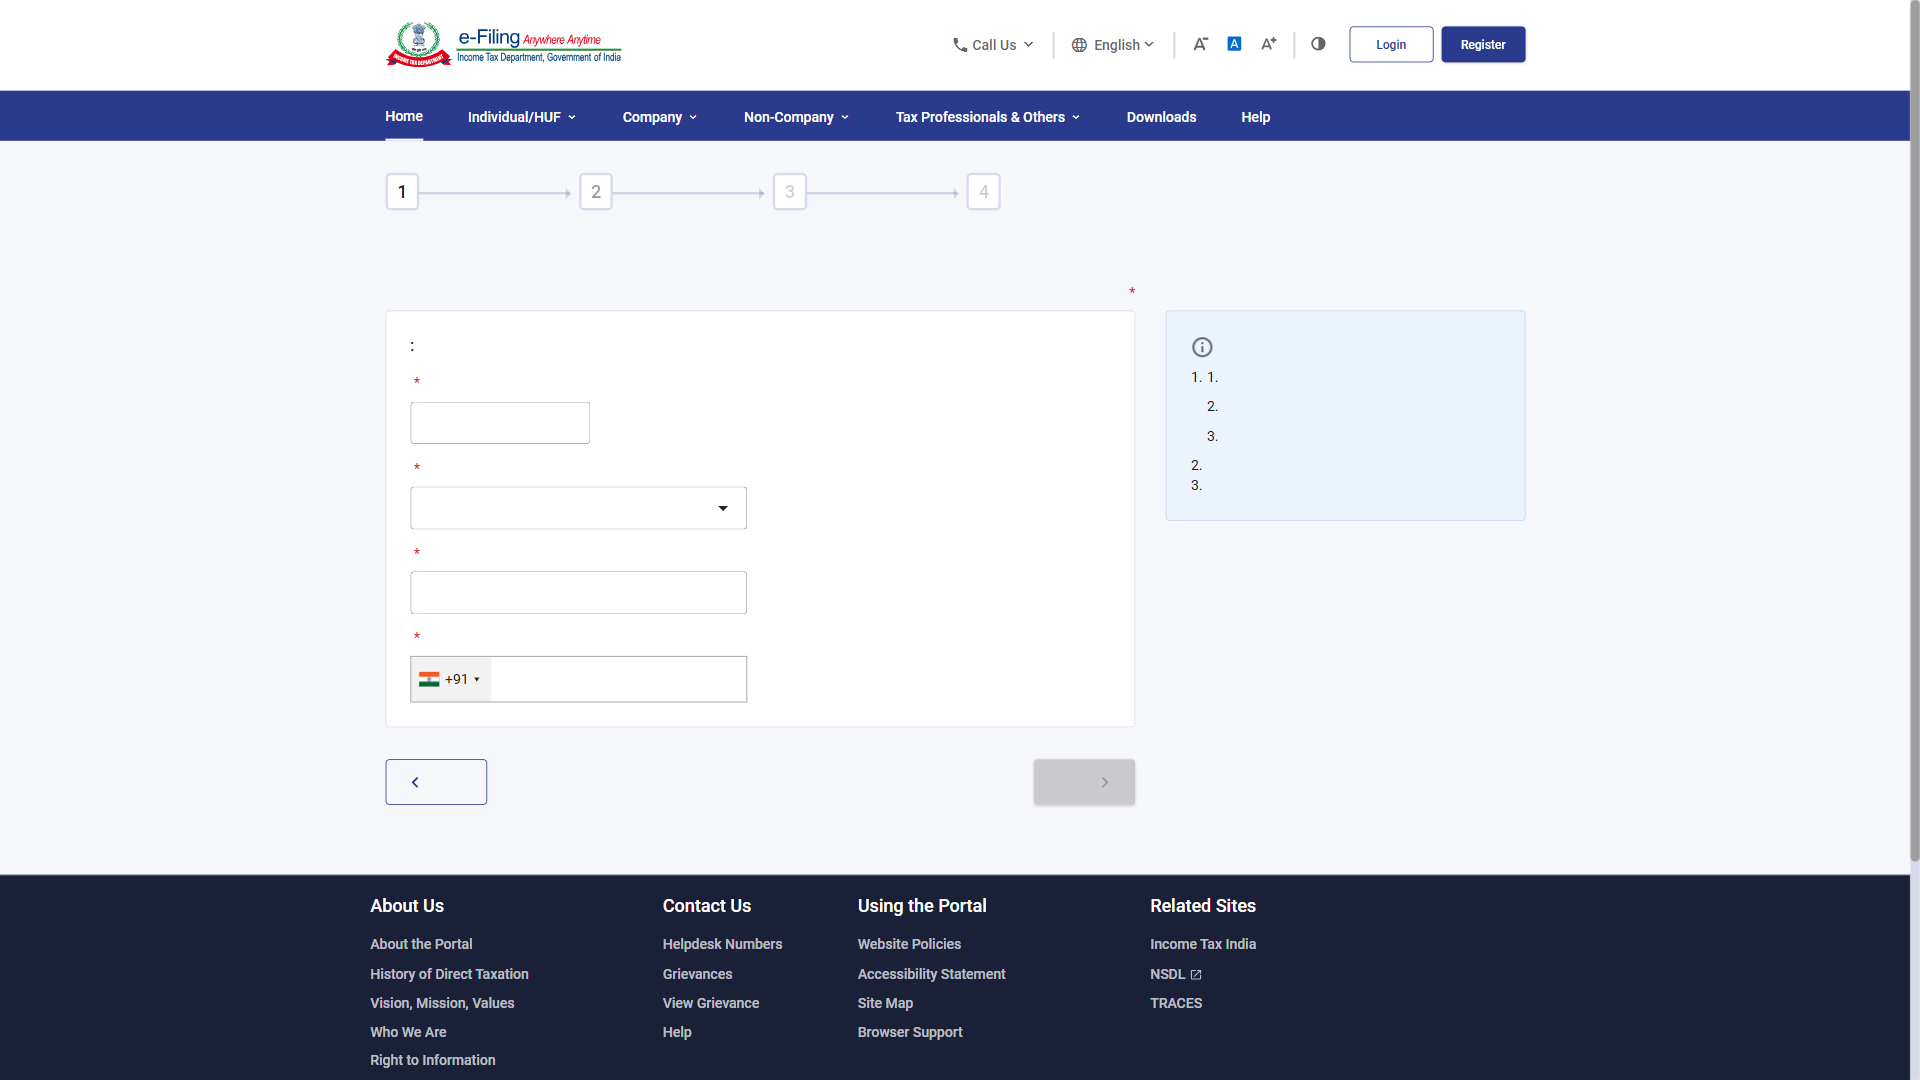 e-Filing Anywhere Anytime
Income Tax Department, Government of India
INCOME TAX DEPARTMENT
Call Us
English
A-
A
A+
Login
Register
Home
Individual/HUF
Company
Non-Company
Tax Professionals & Others
Downloads
Help
1
2
3
4
*
:
*
*
*
*
+91
1. 1.
2.
3.
2.
3.
About Us
About the Portal
History of Direct Taxation
Vision, Mission, Values
Who We Are
Right to Information
Contact Us
Helpdesk Numbers
Grievances
View Grievance
Help
Using the Portal
Website Policies
Accessibility Statement
Site Map
Browser Support
Related Sites
Income Tax India
NSDL
TRACES